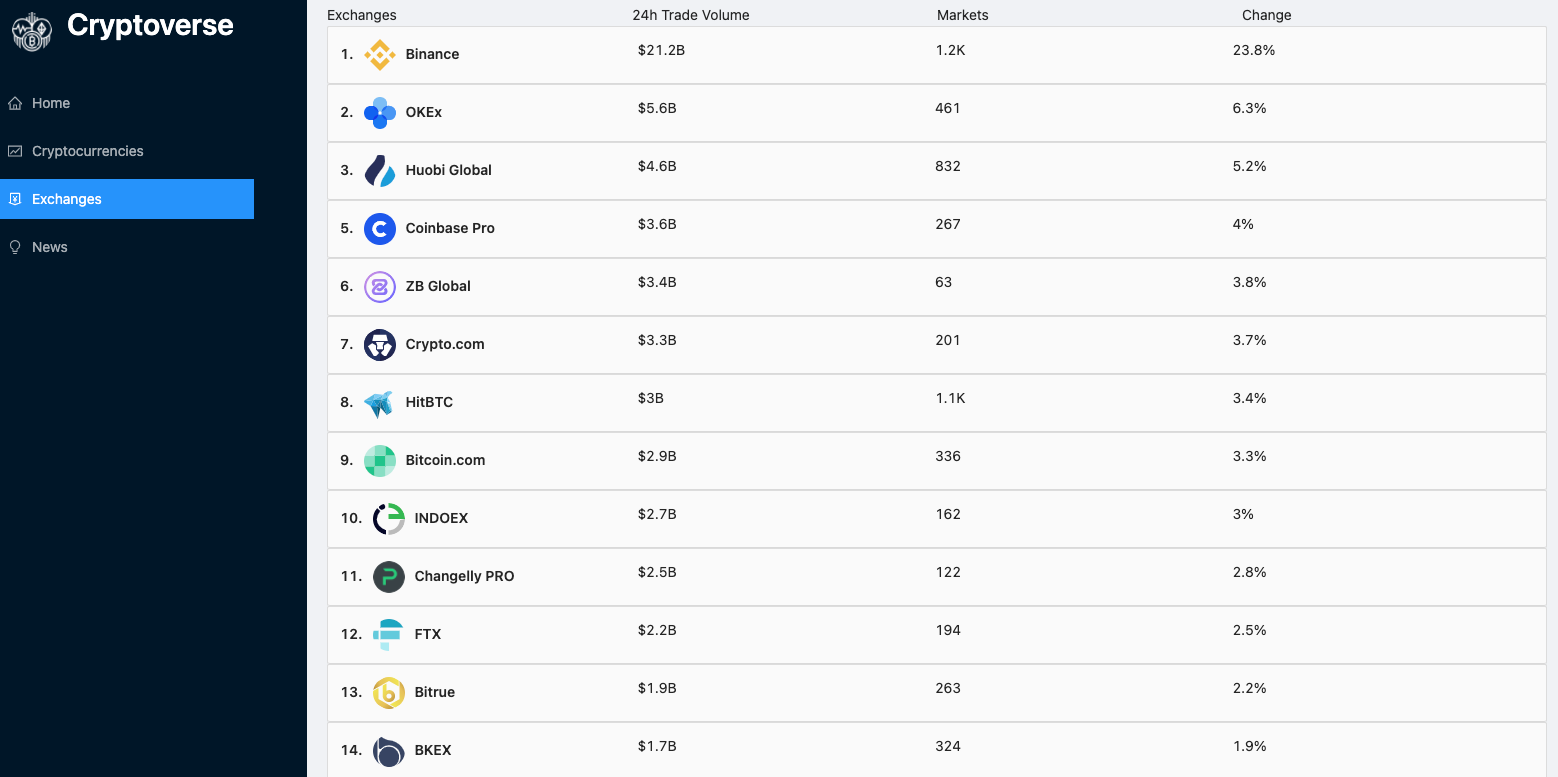 Cryptoverse
Home
Cryptocurrencies
Exchanges
News
Exchanges 24h Trade Volume Markets Change
1. Binance $21.2B 1.2K 23.8%
2. OKEx $5.6B 461 6.3%
3. Huobi Global $4.6B 832 5.2%
5. Coinbase Pro $3.6B 267 4%
6. ZB Global $3.4B 63 3.8%
7. Crypto.com $3.3B 201 3.7%
8. HitBTC $3B 1.1K 3.4%
9. Bitcoin.com $2.9B 336 3.3%
10. INDOEX $2.7B 162 3%
11. Changelly PRO $2.5B 122 2.8%
12. FTX $2.2B 194 2.5%
13. Bitrue $1.9B 263 2.2%
14. BKEX $1.7B 324 1.9%